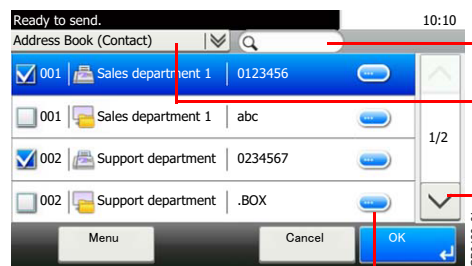 Ready to send. 10:10
Address Book (Contact)
001 Sales department 1 0123456
001 Sales department 1 abc
1/2
002 Support department 0234567
002 Support department .BOX
Menu Cancel OK